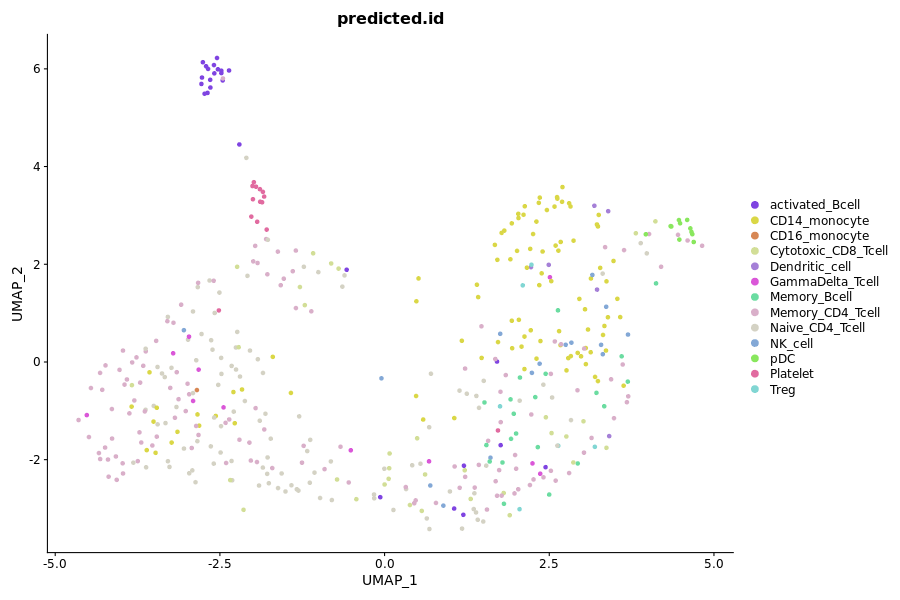 predicted.id
6
4
2
0
-2
UMAP_2
-5.0 -2.5 0.0 2.5 5.0
UMAP_1
activated_Bcell
CD14_monocyte
CD16_monocyte
Cytotoxic_CD8_Tcell
Dendritic_cell
GammaDelta_Tcell
Memory_Bcell
Memory_CD4_Tcell
Naive_CD4_Tcell
NK_cell
pDC
Platelet
Treg